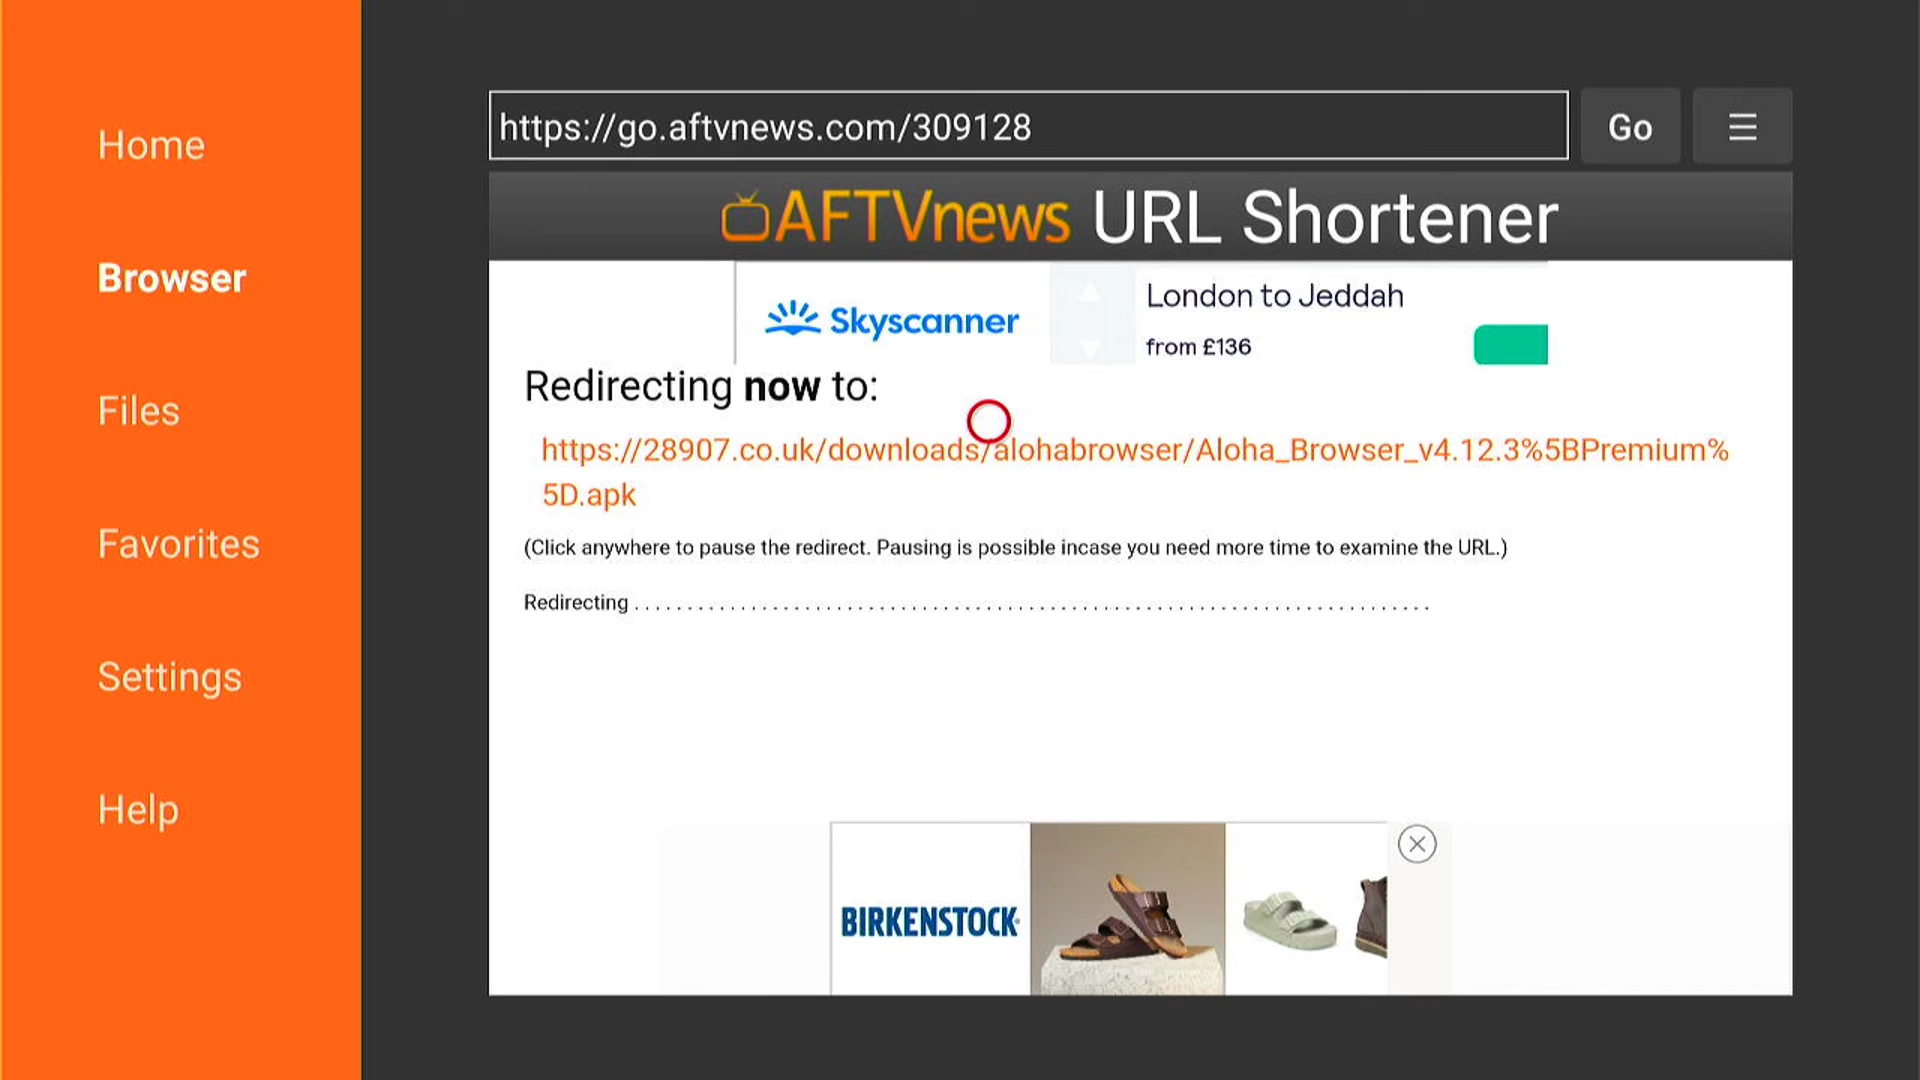 Home
Browser
Files
Favorites
Settings
Help
https://go.aftvnews.com/309128
Go
AFTVnews URL Shortener
Skyscanner
London to Jeddah
from £136
Redirecting now to:
https://28907.co.uk/downloads/alohabrowser/Aloha_Browser_v4.12.3%5BPremium%
5D.apk
(Click anywhere to pause the redirect. Pausing is possible incase you need more time to examine the URL.)
Redirecting . . . . . . . . . . . . . . . . . . . . . . . . . . . . . . . . . . . . . . . . . . . . . . . . . . . . . . . . . . . . . . . . . . . . . . . . . . .
BIRKENSTOCK